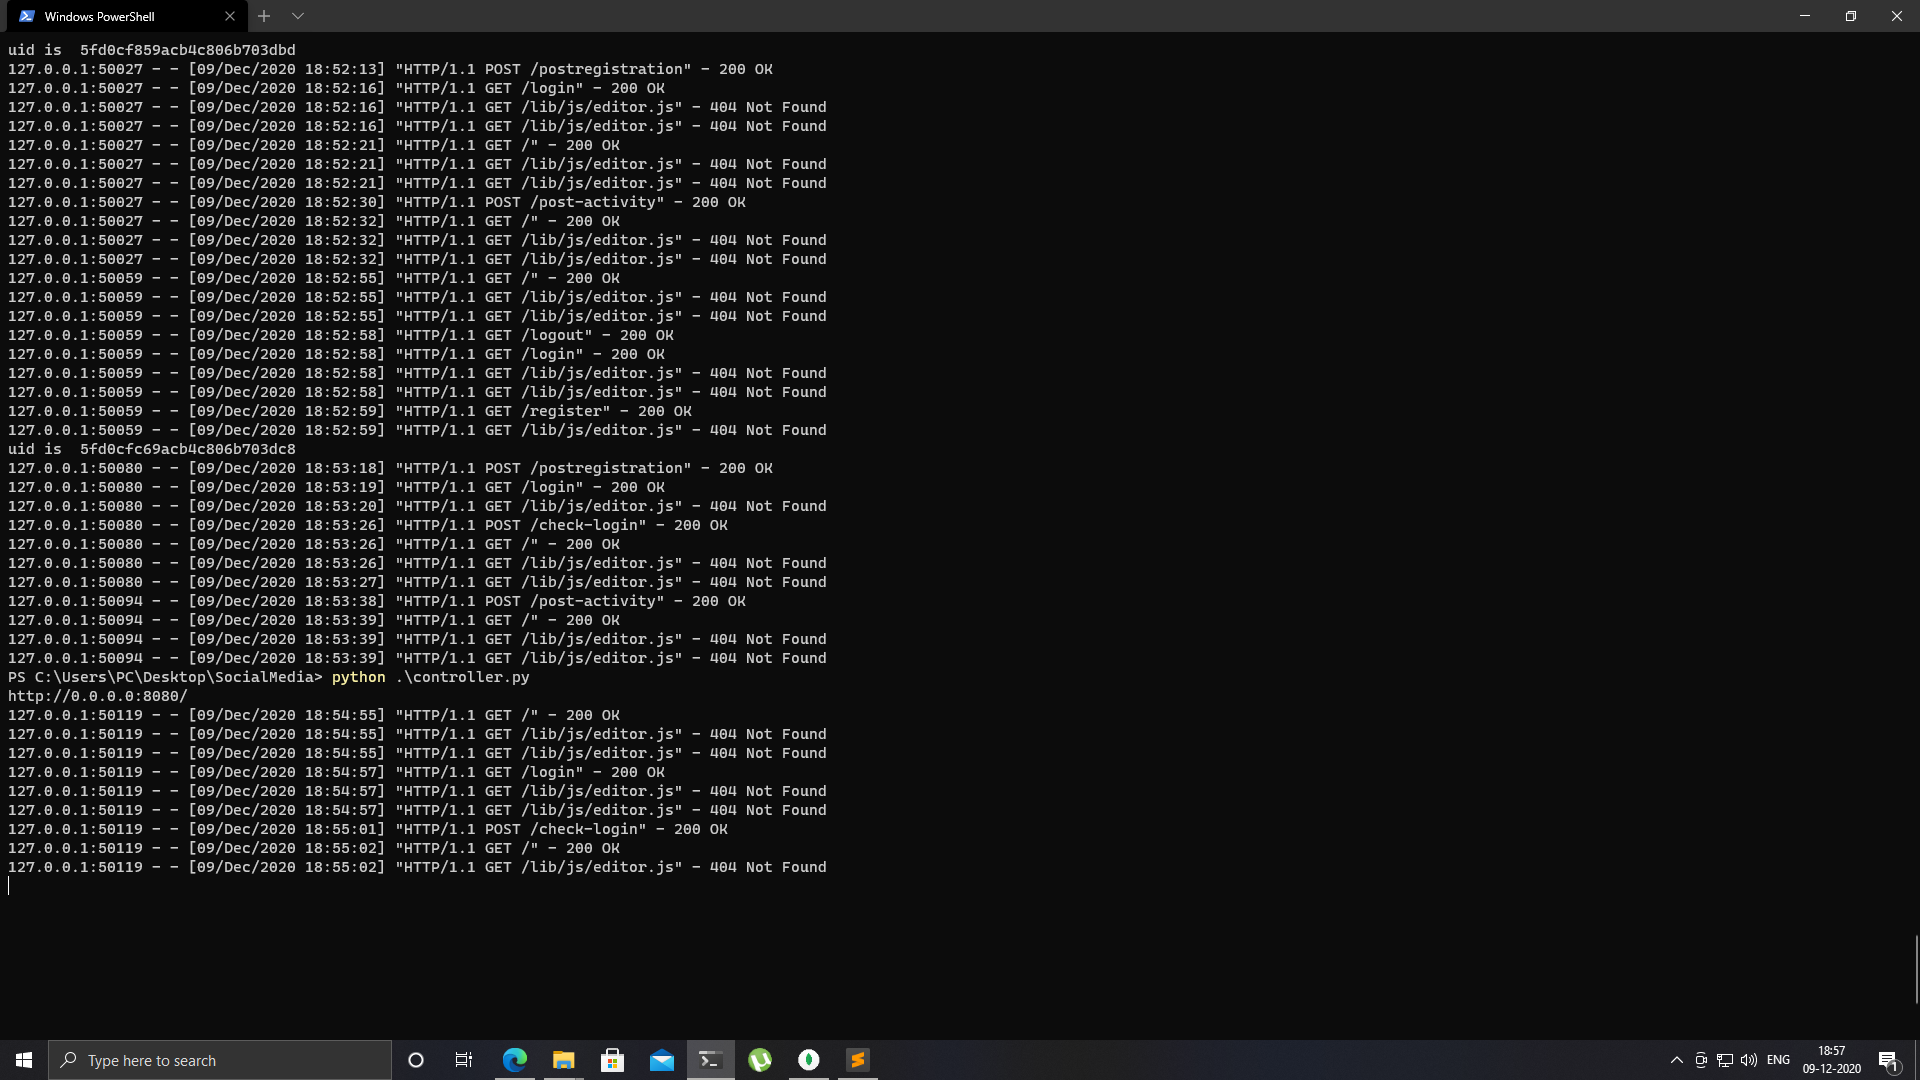 Windows PowerShell
uid is  5fd0cf859acb4c806b703dbd
127.0.0.1:50027 - - [09/Dec/2020 18:52:13] "HTTP/1.1 POST /postregistration" - 200 OK
127.0.0.1:50027 - - [09/Dec/2020 18:52:16] "HTTP/1.1 GET /login" - 200 OK
127.0.0.1:50027 - - [09/Dec/2020 18:52:16] "HTTP/1.1 GET /lib/js/editor.js" - 404 Not Found
127.0.0.1:50027 - - [09/Dec/2020 18:52:16] "HTTP/1.1 GET /lib/js/editor.js" - 404 Not Found
127.0.0.1:50027 - - [09/Dec/2020 18:52:21] "HTTP/1.1 GET /" - 200 OK
127.0.0.1:50027 - - [09/Dec/2020 18:52:21] "HTTP/1.1 GET /lib/js/editor.js" - 404 Not Found
127.0.0.1:50027 - - [09/Dec/2020 18:52:21] "HTTP/1.1 GET /lib/js/editor.js" - 404 Not Found
127.0.0.1:50027 - - [09/Dec/2020 18:52:30] "HTTP/1.1 POST /post-activity" - 200 OK
127.0.0.1:50027 - - [09/Dec/2020 18:52:32] "HTTP/1.1 GET /" - 200 OK
127.0.0.1:50027 - - [09/Dec/2020 18:52:32] "HTTP/1.1 GET /lib/js/editor.js" - 404 Not Found
127.0.0.1:50027 - - [09/Dec/2020 18:52:32] "HTTP/1.1 GET /lib/js/editor.js" - 404 Not Found
127.0.0.1:50059 - - [09/Dec/2020 18:52:55] "HTTP/1.1 GET /" - 200 OK
127.0.0.1:50059 - - [09/Dec/2020 18:52:55] "HTTP/1.1 GET /lib/js/editor.js" - 404 Not Found
127.0.0.1:50059 - - [09/Dec/2020 18:52:55] "HTTP/1.1 GET /lib/js/editor.js" - 404 Not Found
127.0.0.1:50059 - - [09/Dec/2020 18:52:58] "HTTP/1.1 GET /logout" - 200 OK
127.0.0.1:50059 - - [09/Dec/2020 18:52:58] "HTTP/1.1 GET /login" - 200 OK
127.0.0.1:50059 - - [09/Dec/2020 18:52:58] "HTTP/1.1 GET /lib/js/editor.js" - 404 Not Found
127.0.0.1:50059 - - [09/Dec/2020 18:52:58] "HTTP/1.1 GET /lib/js/editor.js" - 404 Not Found
127.0.0.1:50059 - - [09/Dec/2020 18:52:59] "HTTP/1.1 GET /register" - 200 OK
127.0.0.1:50059 - - [09/Dec/2020 18:52:59] "HTTP/1.1 GET /lib/js/editor.js" - 404 Not Found
uid is  5fd0cfc69acb4c806b703dc8
127.0.0.1:50080 - - [09/Dec/2020 18:53:18] "HTTP/1.1 POST /postregistration" - 200 OK
127.0.0.1:50080 - - [09/Dec/2020 18:53:19] "HTTP/1.1 GET /login" - 200 OK
127.0.0.1:50080 - - [09/Dec/2020 18:53:20] "HTTP/1.1 GET /lib/js/editor.js" - 404 Not Found
127.0.0.1:50080 - - [09/Dec/2020 18:53:26] "HTTP/1.1 POST /check-login" - 200 OK
127.0.0.1:50080 - - [09/Dec/2020 18:53:26] "HTTP/1.1 GET /" - 200 OK
127.0.0.1:50080 - - [09/Dec/2020 18:53:26] "HTTP/1.1 GET /lib/js/editor.js" - 404 Not Found
127.0.0.1:50080 - - [09/Dec/2020 18:53:27] "HTTP/1.1 GET /lib/js/editor.js" - 404 Not Found
127.0.0.1:50094 - - [09/Dec/2020 18:53:38] "HTTP/1.1 POST /post-activity" - 200 OK
127.0.0.1:50094 - - [09/Dec/2020 18:53:39] "HTTP/1.1 GET /" - 200 OK
127.0.0.1:50094 - - [09/Dec/2020 18:53:39] "HTTP/1.1 GET /lib/js/editor.js" - 404 Not Found
127.0.0.1:50094 - - [09/Dec/2020 18:53:39] "HTTP/1.1 GET /lib/js/editor.js" - 404 Not Found
PS C:\Users\PC\Desktop\SocialMedia> python .\controller.py
http://0.0.0.0:8080/
127.0.0.1:50119 - - [09/Dec/2020 18:54:55] "HTTP/1.1 GET /" - 200 OK
127.0.0.1:50119 - - [09/Dec/2020 18:54:55] "HTTP/1.1 GET /lib/js/editor.js" - 404 Not Found
127.0.0.1:50119 - - [09/Dec/2020 18:54:55] "HTTP/1.1 GET /lib/js/editor.js" - 404 Not Found
127.0.0.1:50119 - - [09/Dec/2020 18:54:57] "HTTP/1.1 GET /login" - 200 OK
127.0.0.1:50119 - - [09/Dec/2020 18:54:57] "HTTP/1.1 GET /lib/js/editor.js" - 404 Not Found
127.0.0.1:50119 - - [09/Dec/2020 18:54:57] "HTTP/1.1 GET /lib/js/editor.js" - 404 Not Found
127.0.0.1:50119 - - [09/Dec/2020 18:55:01] "HTTP/1.1 POST /check-login" - 200 OK
127.0.0.1:50119 - - [09/Dec/2020 18:55:02] "HTTP/1.1 GET /" - 200 OK
127.0.0.1:50119 - - [09/Dec/2020 18:55:02] "HTTP/1.1 GET /lib/js/editor.js" - 404 Not Found
Type here to search
ENG
18:57
09-12-2020
1